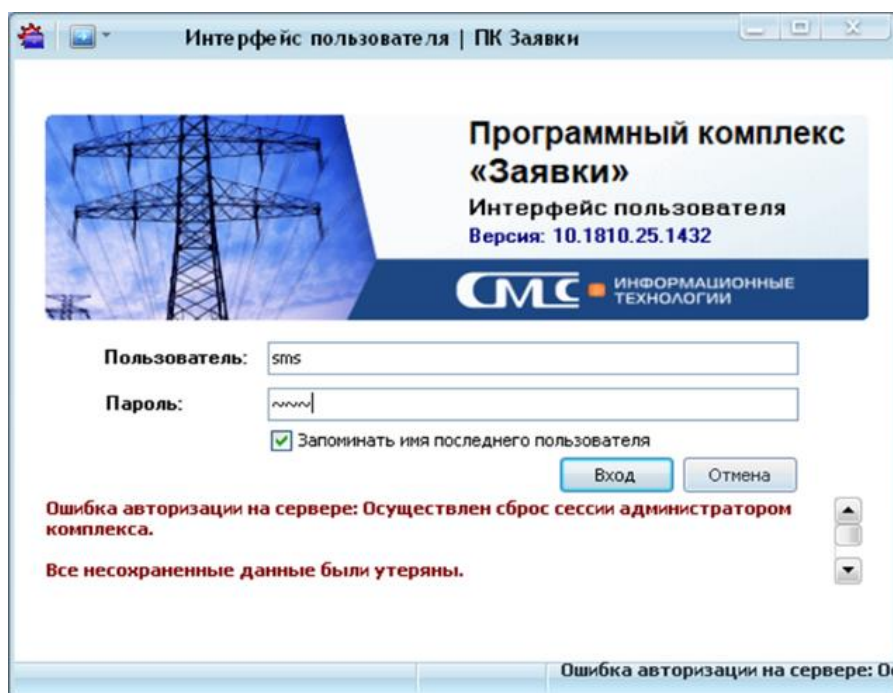 Интерфейс пользователя | ПК Заявки
Программный комплекс
«Заявки»
Интерфейс пользователя
Версия: 10.1810.25.1432
СМС ИНФОРМАЦИОННЫЕ
ТЕХНОЛОГИИ
Пользователь: sms
Пароль: ~~~
Запоминать имя последнего пользователя
Вход Отмена
Ошибка авторизации на сервере: Осуществлен сброс сессии администратором
комплекса.
Все несохраненные данные были утеряны.
Ошибка авторизации на сервере: О